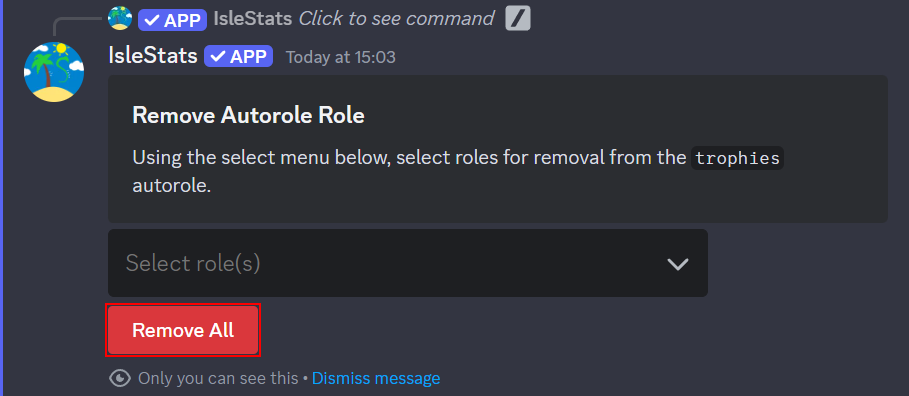 APP IsleStats Click to see command
IsleStats APP Today at 15:03
Remove Autorole Role
Using the select menu below, select roles for removal from the trophies
autorole.
Select role(s)
Remove All
Only you can see this • Dismiss message